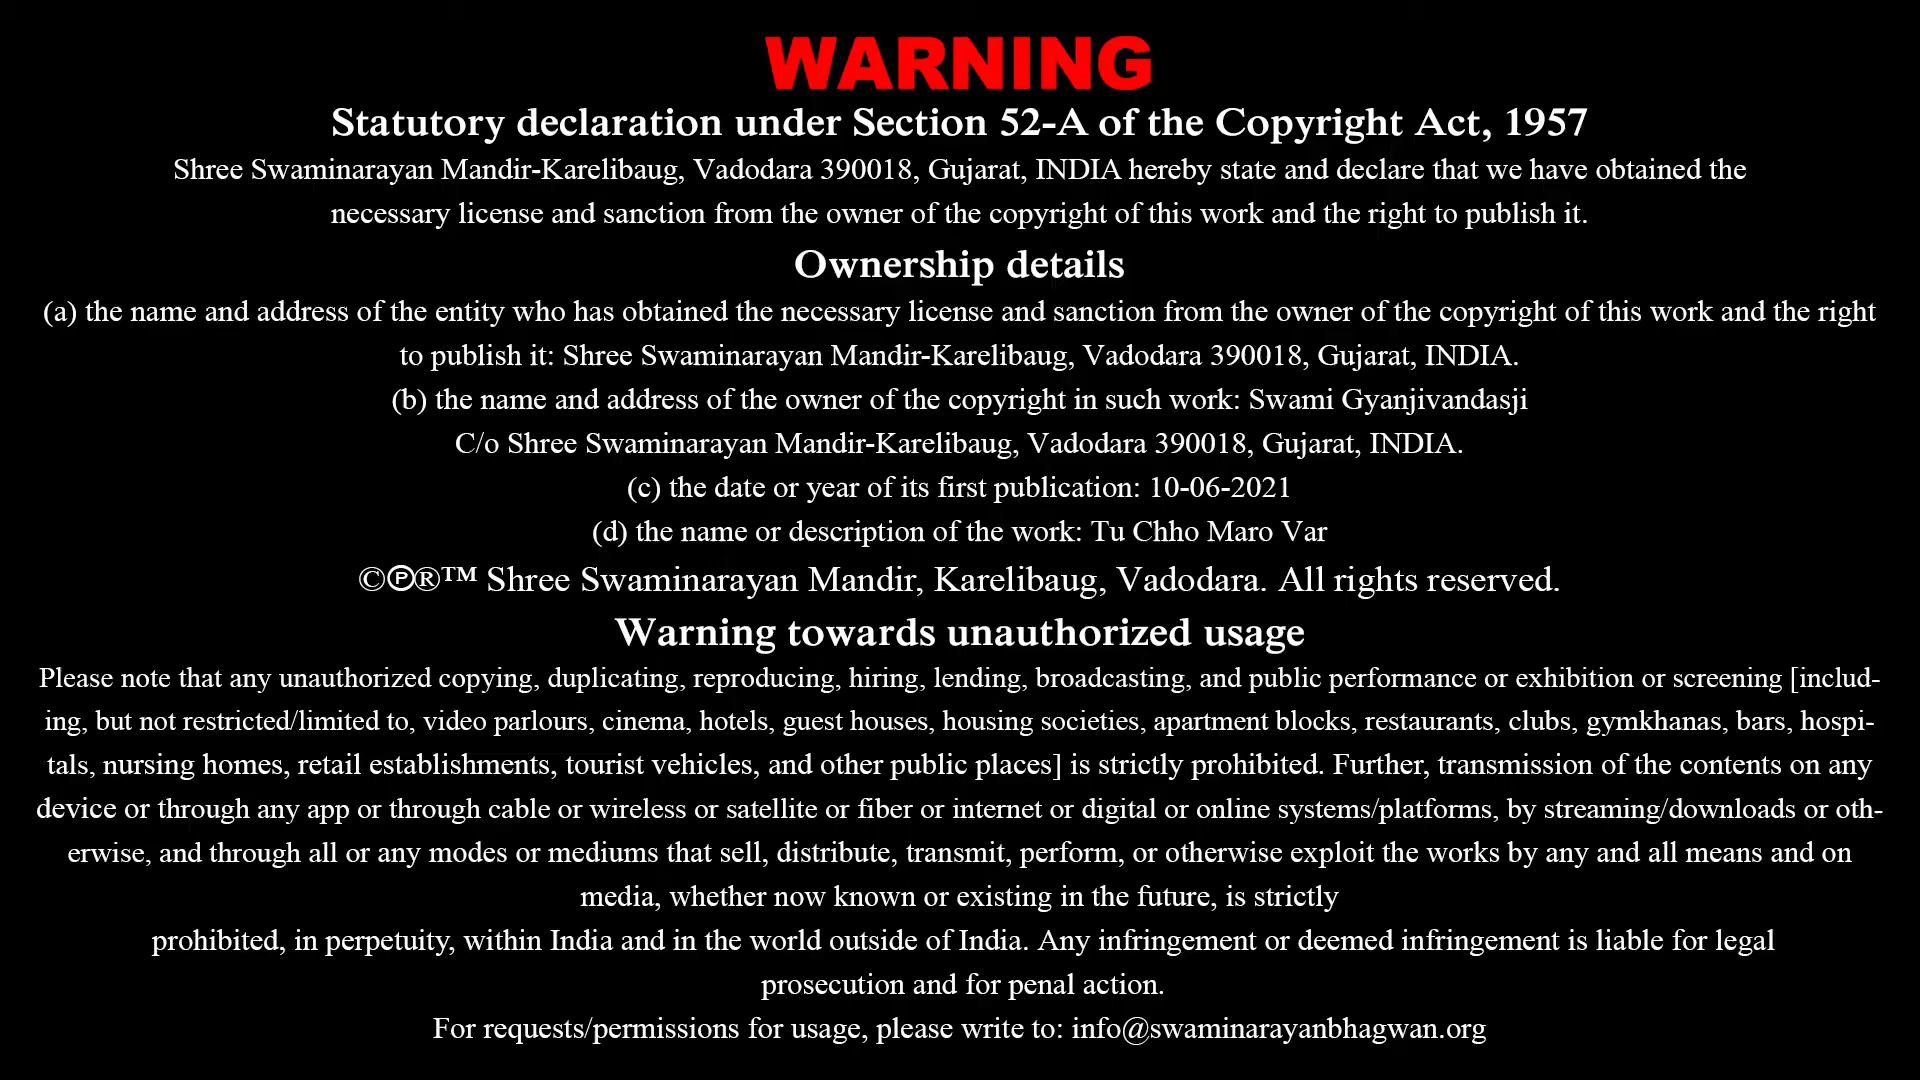 WARNING
Statutory declaration under Section 52-A of the Copyright Act, 1957
Shree Swaminarayan Mandir-Karelibaug, Vadodara 390018, Gujarat, INDIA hereby state and declare that we have obtained the
necessary license and sanction from the owner of the copyright of this work and the right to publish it.
Ownership details
(a) the name and address of the entity who has obtained the necessary license and sanction from the owner of the copyright of this work and the right
to publish it: Shree Swaminarayan Mandir-Karelibaug, Vadodara 390018, Gujarat, INDIA.
(b) the name and address of the owner of the copyright in such work: Swami Gyanjivandasji
C/o Shree Swaminarayan Mandir-Karelibaug, Vadodara 390018, Gujarat, INDIA.
(c) the date or year of its first publication: 10-06-2021
(d) the name or description of the work: Tu Chho Maro Var
©℗®™ Shree Swaminarayan Mandir, Karelibaug, Vadodara. All rights reserved.
Warning towards unauthorized usage
Please note that any unauthorized copying, duplicating, reproducing, hiring, lending, broadcasting, and public performance or exhibition or screening [includ-
ing, but not restricted/limited to, video parlours, cinema, hotels, guest houses, housing societies, apartment blocks, restaurants, clubs, gymkhanas, bars, hospi-
tals, nursing homes, retail establishments, tourist vehicles, and other public places] is strictly prohibited. Further, transmission of the contents on any
device or through any app or through cable or wireless or satellite or fiber or internet or digital or online systems/platforms, by streaming/downloads or oth-
erwise, and through all or any modes or mediums that sell, distribute, transmit, perform, or otherwise exploit the works by any and all means and on
media, whether now known or existing in the future, is strictly
prohibited, in perpetuity, within India and in the world outside of India. Any infringement or deemed infringement is liable for legal
prosecution and for penal action.
For requests/permissions for usage, please write to: info@swaminarayanbhagwan.org